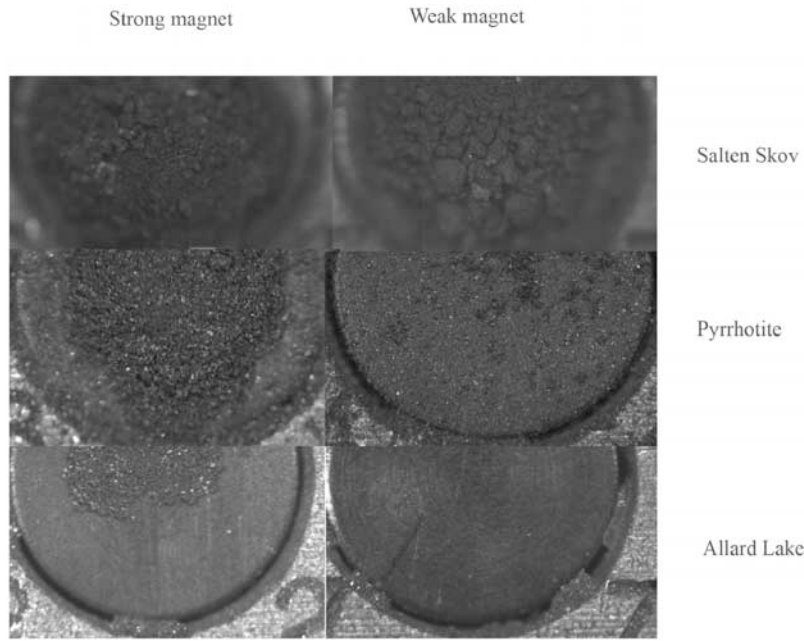 Strong magnet
Weak magnet
Salten Skov
Pyrrhotite
Allard Lake